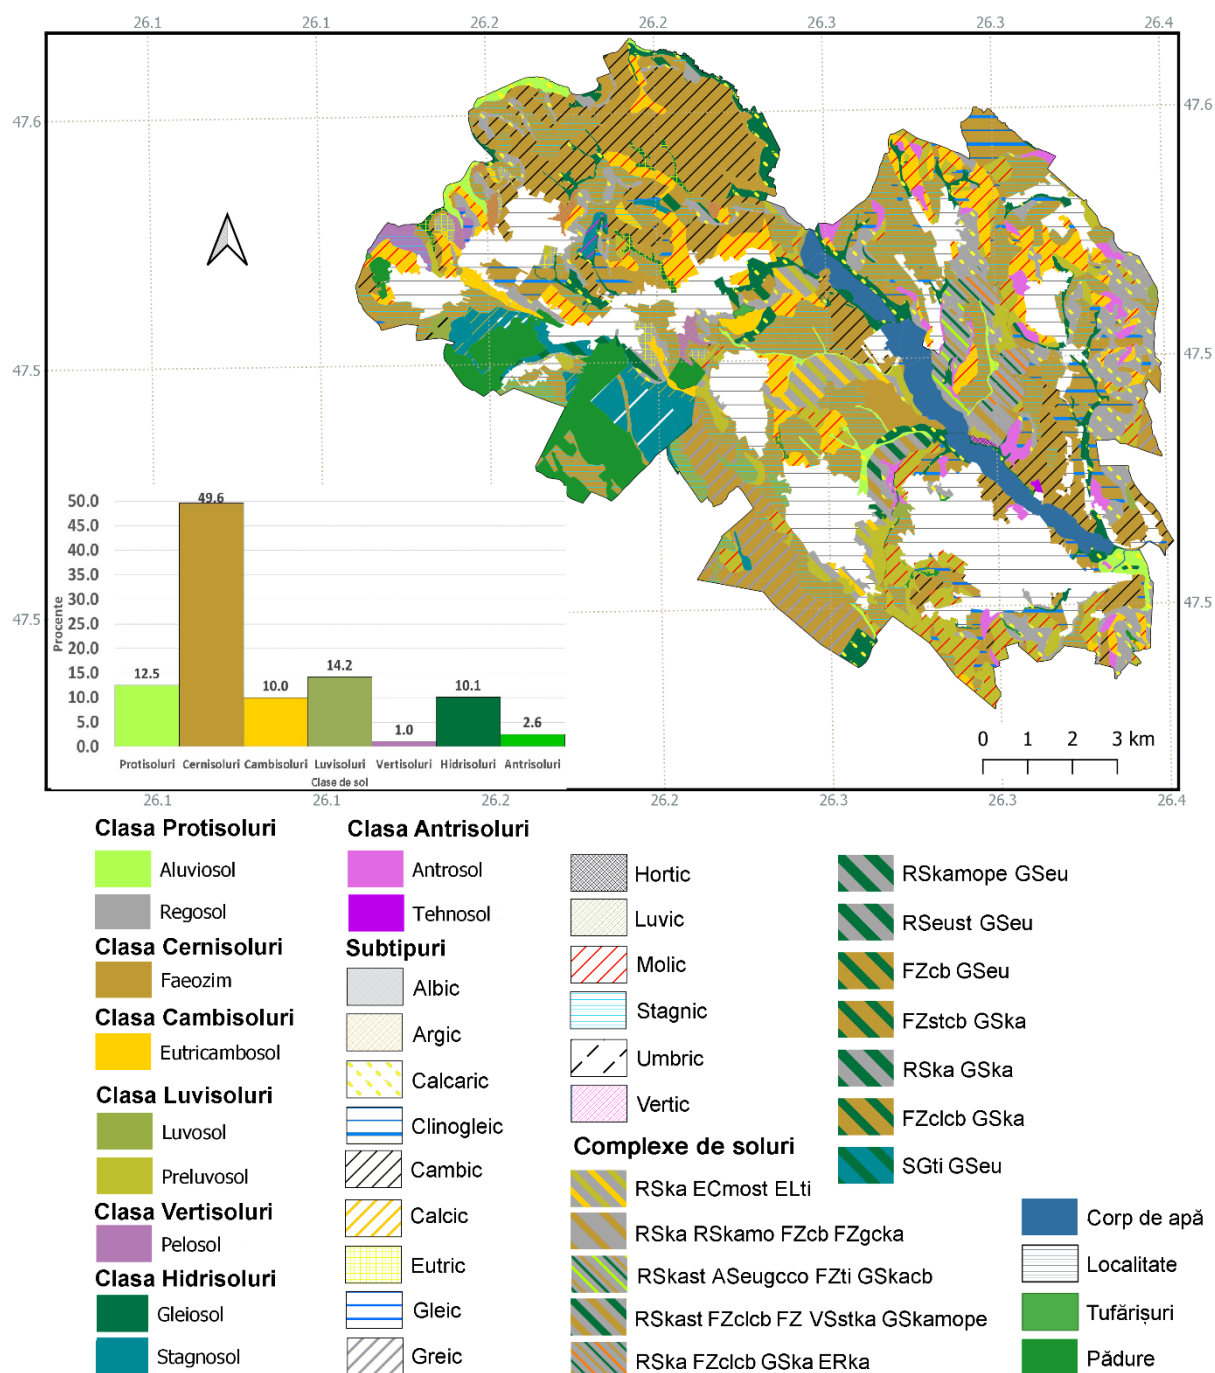 26.1 26.1 26.2 26.2 26.3 26.3 26.4
47.6 47.6
47.5 47.5
47.5 47.5
50.0
45.0
40.0
35.0
30.0
25.0
20.0
15.0
10.0
5.0
0.0
Procente
12.5 49.6 10.0 14.2 1.0 10.1 2.6
Protisoluri Cernisoluri Cambisoluri Luvisoluri Vertisoluri Hidrisoluri Antrisoluri
Clase de sol
0 1 2 3 km
26.1 26.1 26.2 26.2 26.3 26.3 26.4
Clasa Protisoluri
Aluviosol
Regosol
Clasa Cernisoluri
Faeozim
Clasa Cambisoluri
Eutricambosol
Clasa Luvisoluri
Luvosol
Preluvosol
Clasa Vertisoluri
Pelosol
Clasa Hidrisoluri
Gleiosol
Stagnosol
Clasa Antrisoluri
Antrosol
Tehnosol
Subtipuri
Albic
Argic
Calcaric
Clinogleic
Cambic
Calcic
Eutric
Gleic
Greic
Hortic
Luvic
Molic
Stagnic
Umbric
Vertic
Complexe de soluri
RSka ECmost ELti
RSka RSkamo FZcb FZgcka
RSkast ASeugcco FZti GSkacb
RSkast FZclcb FZ VSstka GSkamope
RSka FZclcb GSka ERka
RSkamope GSeu
RSeust GSeu
FZcb GSeu
FZstcb GSka
RSka GSka
FZclcb GSka
SGti GSeu
Corp de apă
Localitate
Tufărișuri
Pădure